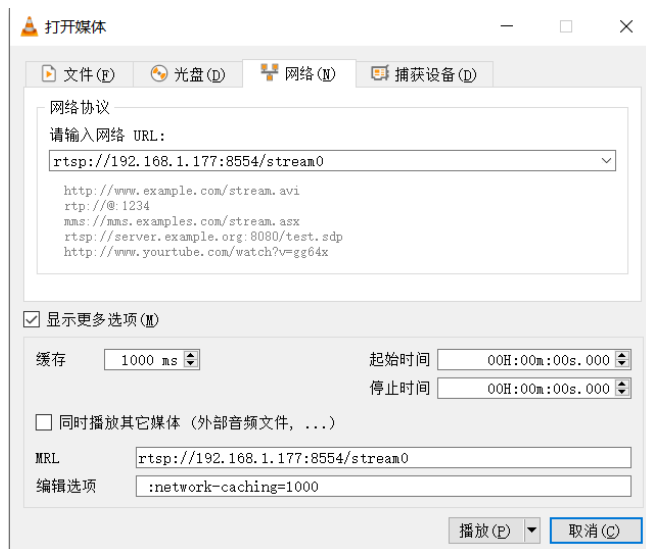 打开媒体
文件(F) 光盘(D) 网络(N) 捕获设备(D)
网络协议
请输入网络 URL:
rtsp://192.168.1.177:8554/stream0
http://www.example.com/stream.avi
rtp://@:1234
mms://mms.examples.com/stream.asx
rtsp://server.example.org:8080/test.sdp
http://www.yourtube.com/watch?v=gg64x
显示更多选项(M)
缓存 1000 ms 起始时间 00H:00m:00s.000
停止时间 00H:00m:00s.000
同时播放其它媒体 (外部音频文件, ...)
MRL rtsp://192.168.1.177:8554/stream0
编辑选项 :network-caching=1000
播放(P) 取消(C)